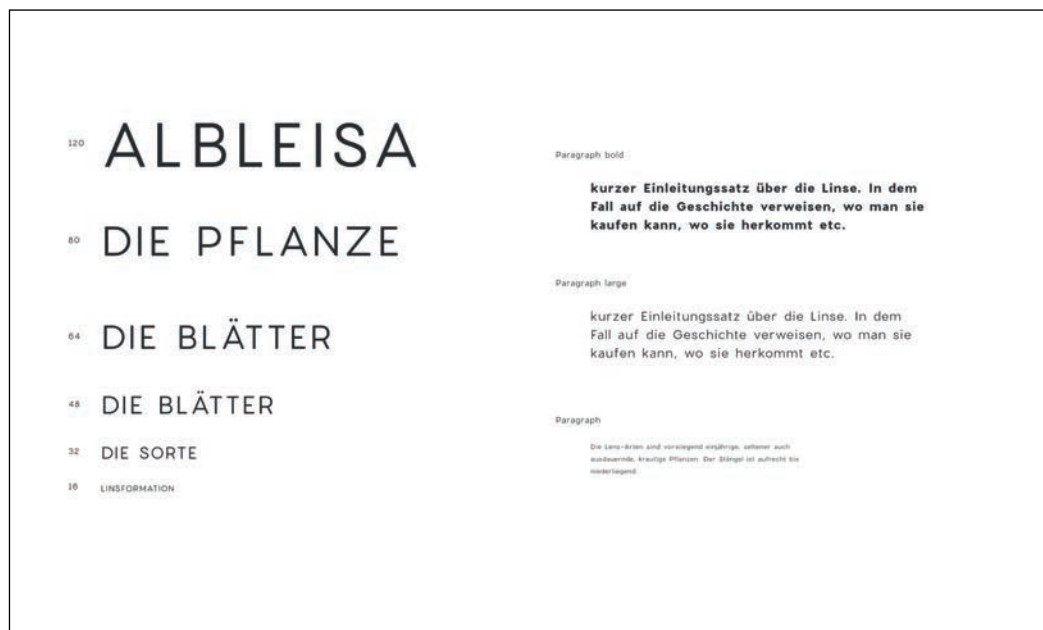 120 ALBLEISA
80 DIE PFLANZE
64 DIE BLÄTTER
48 DIE BLÄTTER
32 DIE SORTE
16 LINSFORMATION
Paragraph bold
kurzer Einleitungssatz über die Linse. In dem
Fall auf die Geschichte verweisen, wo man sie
kaufen kann, wo sie herkommt etc.
Paragraph large
kurzer Einleitungssatz über die Linse. In dem
Fall auf die Geschichte verweisen, wo man sie
kaufen kann, wo sie herkommt etc.
Paragraph
Die Lens-Arten sind vorwiegend einjährige, seltener auch
ausdauernde, krautige Pflanzen. Der Stängel ist aufrecht bis
niederliegend.